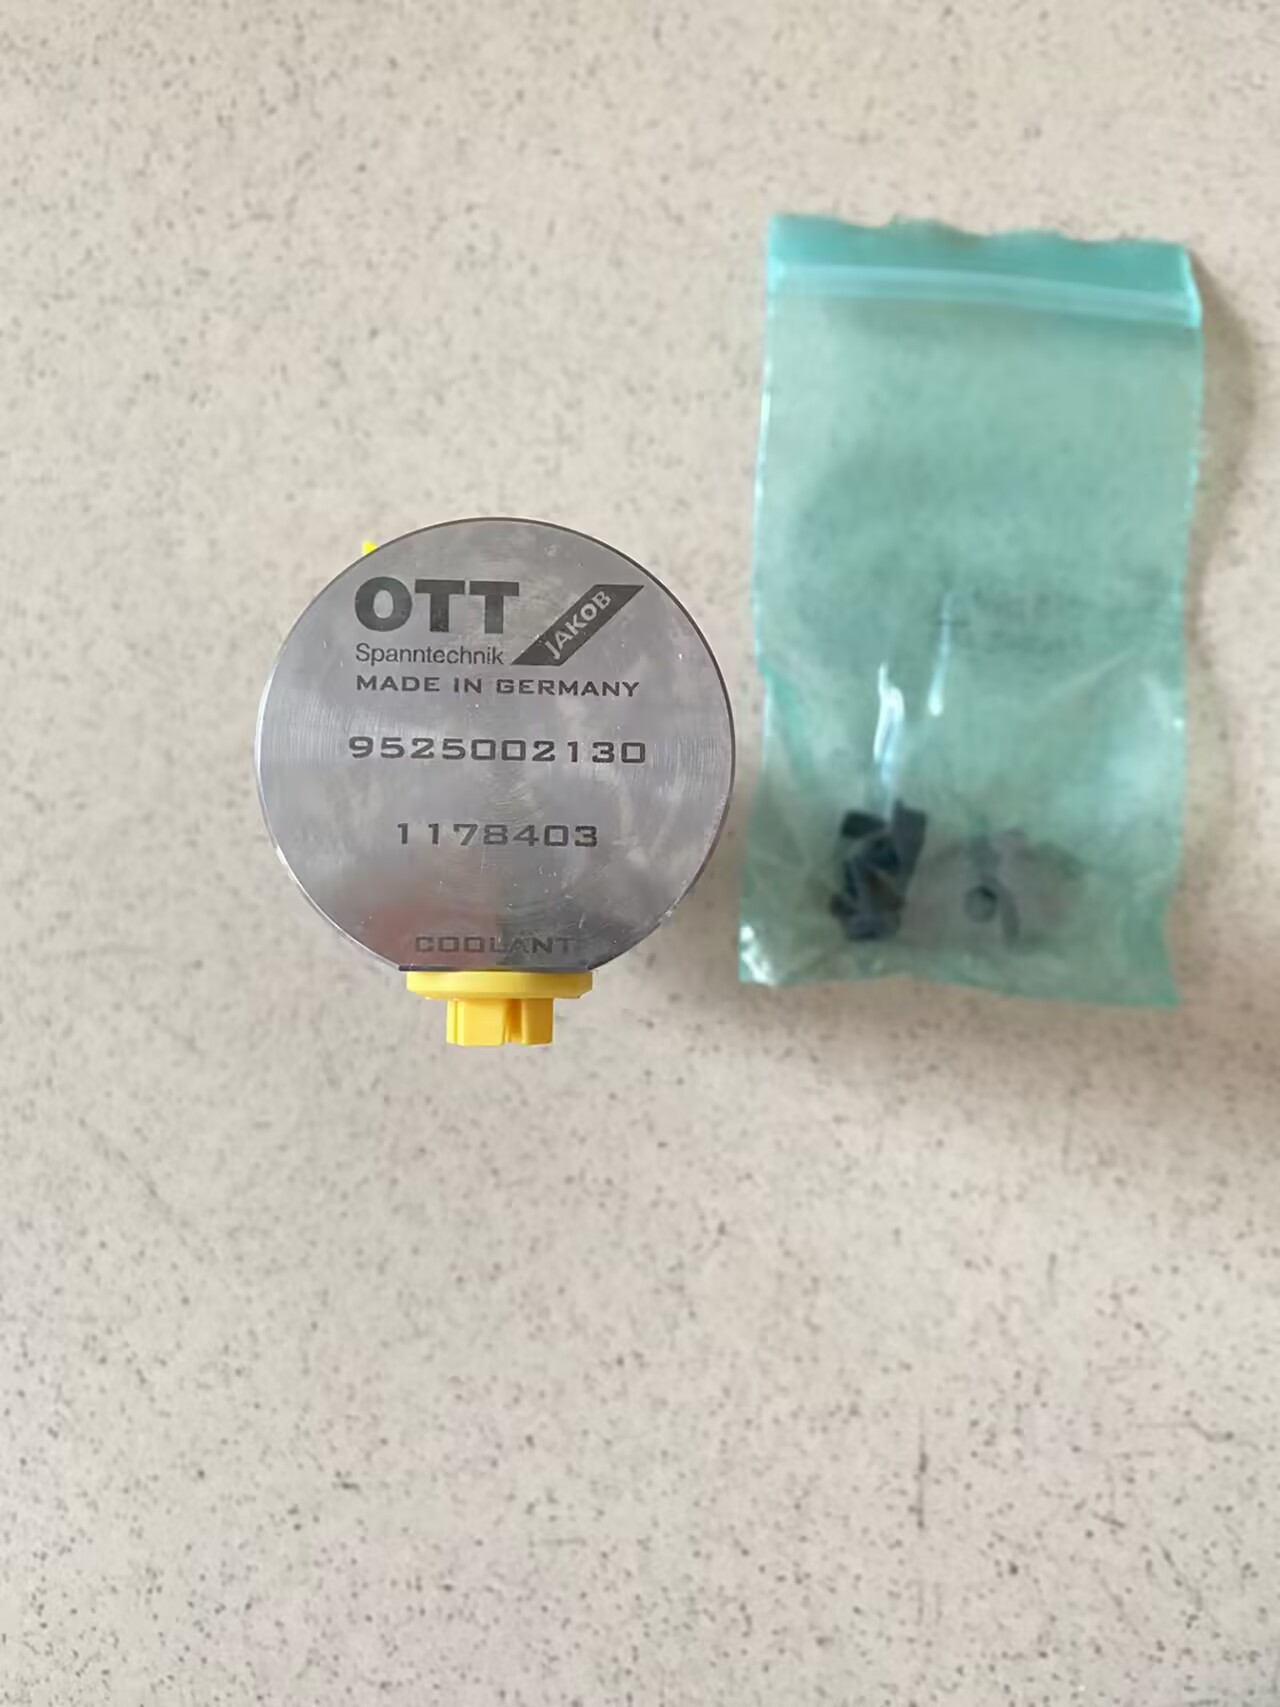 OTT
JAKOB
Spanntechnik
MADE IN GERMANY
9525002130
1178403
COOLANT